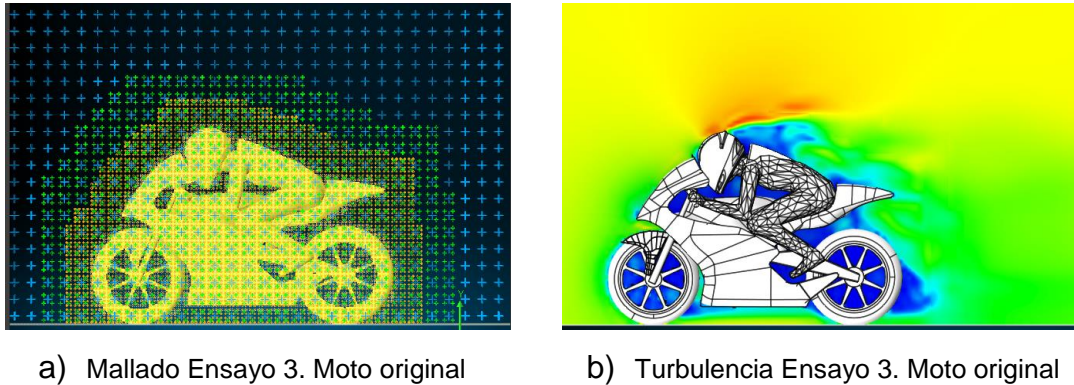 a) Mallado Ensayo 3. Moto original
b) Turbulencia Ensayo 3. Moto original